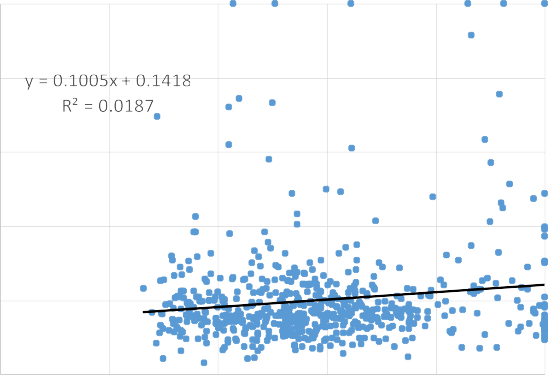 y = 0.1005x + 0.1418
R² = 0.0187